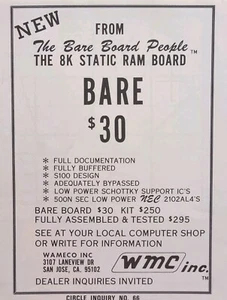 NEW
FROM
The Bare Board People TM
THE 8K STATIC RAM BOARD
BARE
$30
* FULL DOCUMENTATION
* FULLY BUFFERED
* S100 DESIGN
* ADEQUATELY BYPASSED
* LOW POWER SCHOTTKY SUPPORT IC'S
* 500N SEC LOW POWER NEC 2102AL4'S
BARE BOARD $30 KIT $250
FULLY ASSEMBLED & TESTED $295
SEE AT YOUR LOCAL COMPUTER SHOP
OR WRITE FOR INFORMATION
WAMECO INC
3107 LANEVIEW DR
SAN JOSE, CA. 95102
WMC inc. TM
DEALER INQUIRIES INVITED
CIRCLE INQUIRY NO. 66